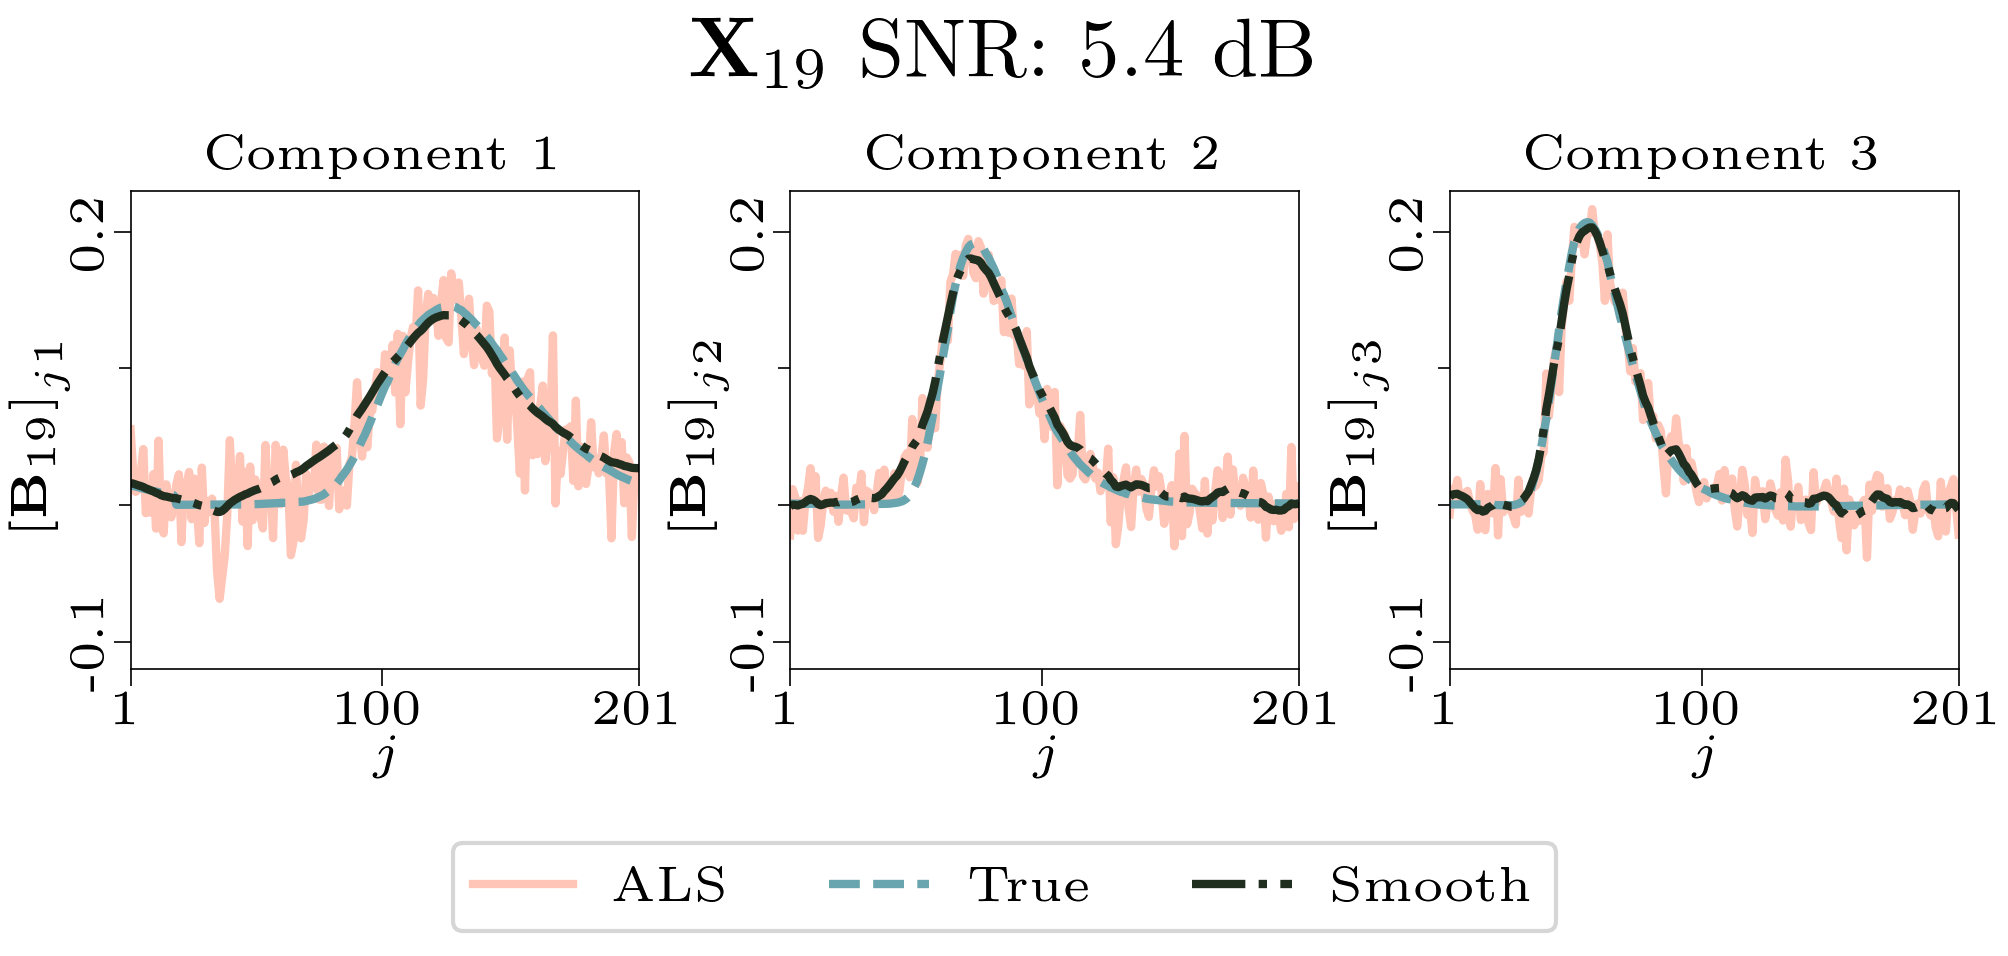 X19 SNR: 5.4 dB
Component 1
Component 2
Component 3
0.2
-0.1
[B19]j1
1
100
201
j
0.2
-0.1
[B19]j2
1
100
201
j
0.2
-0.1
[B19]j3
1
100
201
j
ALS
True
Smooth